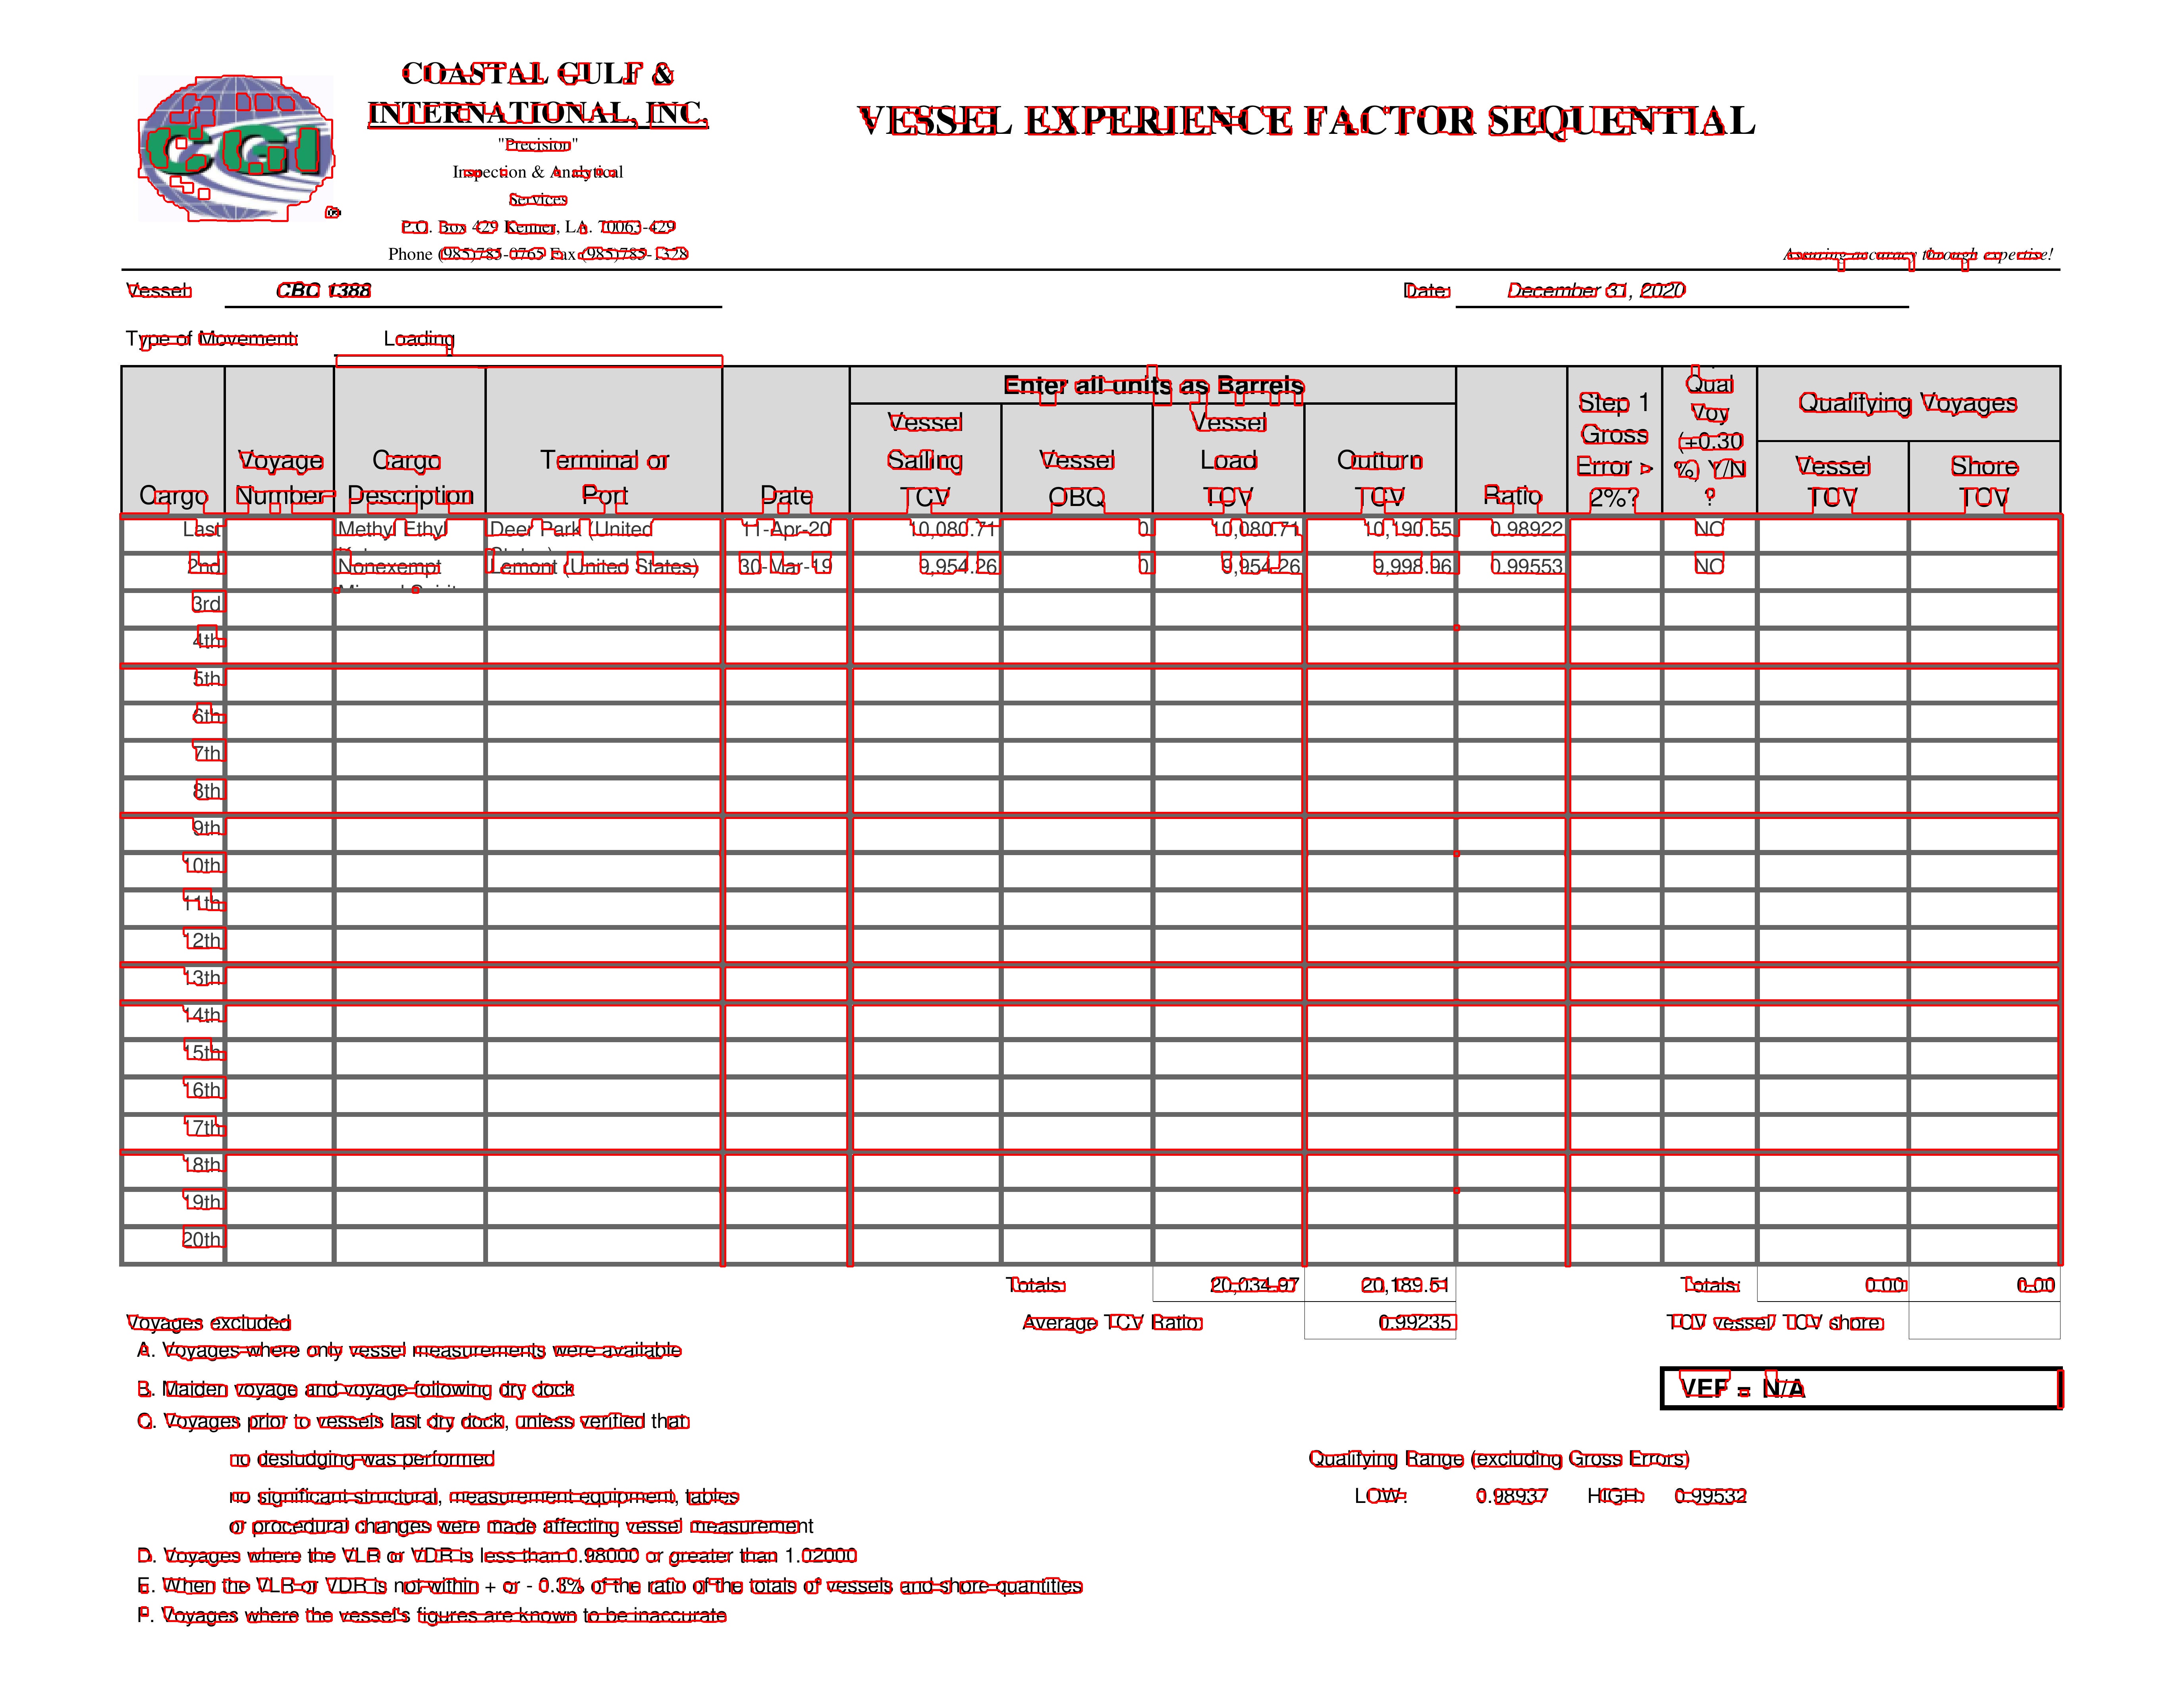 COASTAL GULF &
INTERNATIONAL, INC.
VESSEL EXPERIENCE FACTOR SEQUENTIAL
CGI
"Precision"
Inspection & Analytical
Services
P.O. Box 429 Kenner, LA. 70063-429
Phone (985)785-0765 Fax (985)785-1328
Assuring accuracy through expertise!
Vessel: CBC 1388 Date: December 31, 2020
Type of Movement: Loading
Enter all units as Barrels
Cargo Voyage Number Cargo Description Terminal or Port Date Vessel Sailing TCV Vessel OBQ Vessel Load TCV Outturn TCV Ratio Step 1 Gross Error > 2%? Qual Voy (+0.30 %) Y/N ? Qualifying Voyages Vessel TCV Shore TCV
Last Methyl Ethyl Deer Park (United 11-Apr-20 10,080.71 0 10,080.71 10,190.55 0.98922 NO
2nd Nonexempt Lemont (United States) 30-Mar-19 9,954.26 0 9,954.26 9,998.96 0.99553 NO
3rd
4th
5th
6th
7th
8th
9th
10th
11th
12th
13th
14th
15th
16th
17th
18th
19th
20th
Totals: 20,034.97 20,189.51 Totals: 0.00 0.00
Voyages excluded Average TCV Ratio 0.99235 TCV vessel/ TCV shore
A. Voyages where only vessel measurements were available
B. Maiden voyage and voyage following dry dock
VEF = N/A
C. Voyages prior to vessels last dry dock, unless verified that:
no desludging was performed
Qualifying Range (excluding Gross Errors)
no significant structural, measurement equipment, tables
LOW: 0.98937 HIGH: 0.99532
or procedural changes were made affecting vessel measurement
D. Voyages where the VLR or VDR is less than 0.98000 or greater than 1.02000
E. When the VLR or VDR is not within + or - 0.3% of the ratio of the totals of vessels and shore quantities
F. Voyages where the vessel's figures are known to be inaccurate